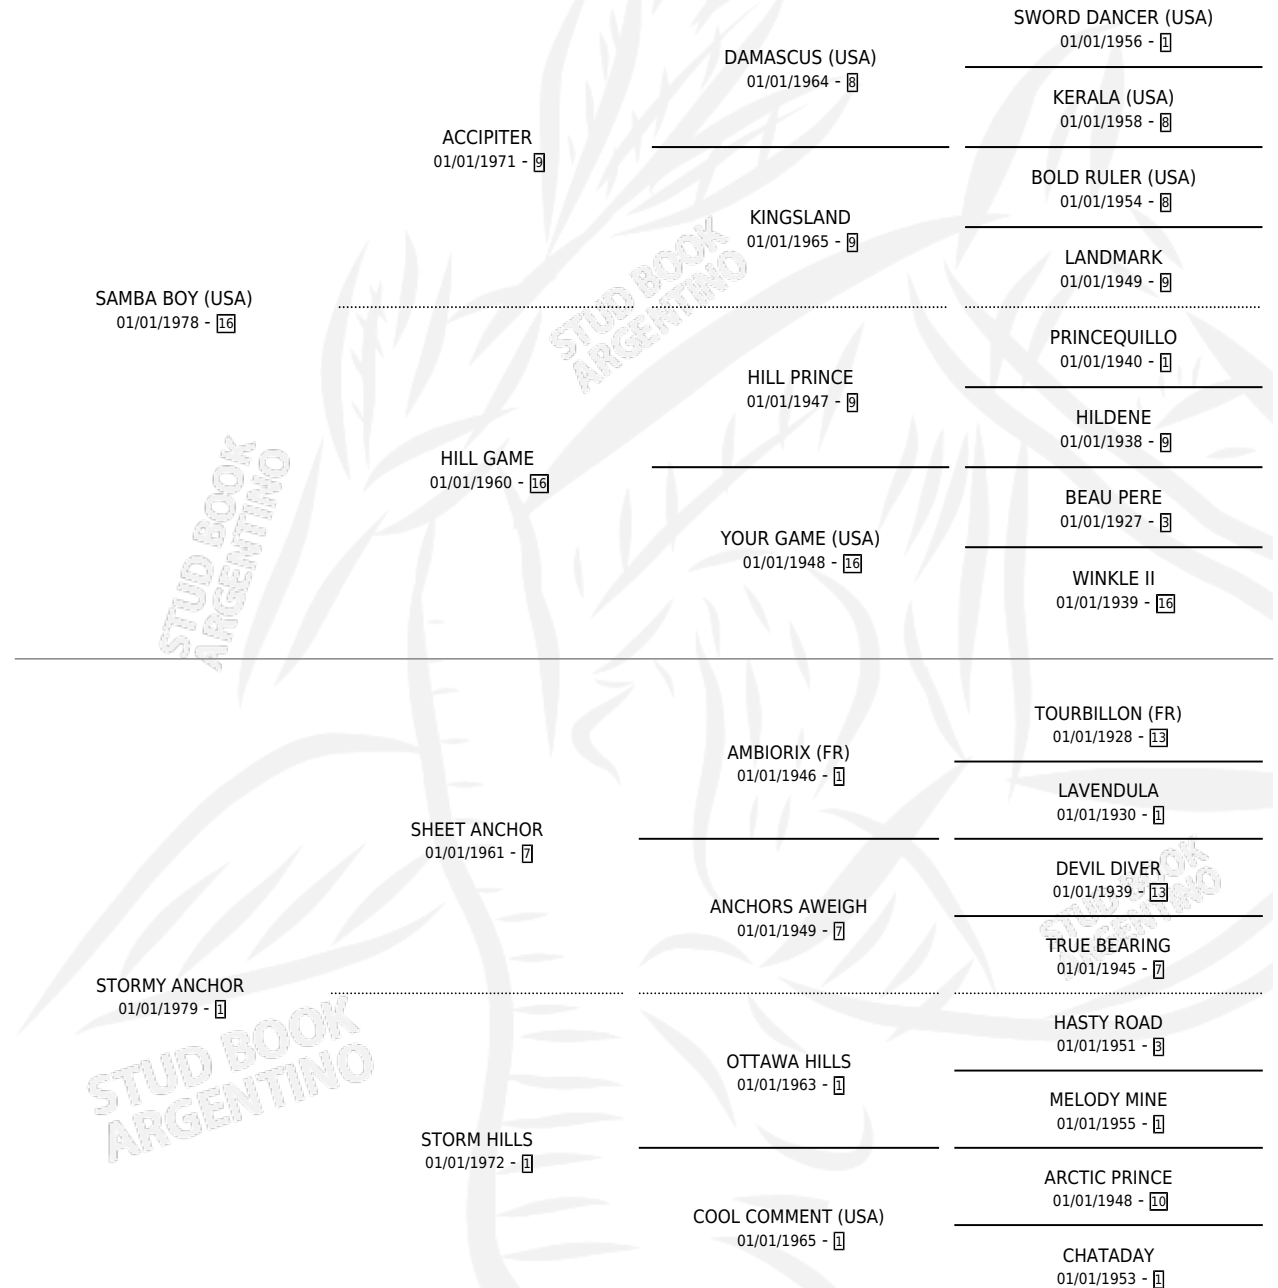 SWORD DANCER (USA)
01/01/1956 - 1
DAMASCUS (USA)
01/01/1964 - 8
KERALA (USA)
01/01/1958 - 8
ACCIPITER
01/01/1971 - 9
BOLD RULER (USA)
01/01/1954 - 8
KINGSLAND
01/01/1965 - 9
LANDMARK
01/01/1949 - 9
SAMBA BOY (USA)
01/01/1978 - 16
PRINCEQUILLO
01/01/1940 - 1
HILL PRINCE
01/01/1947 - 9
HILDENE
01/01/1938 - 9
HILL GAME
01/01/1960 - 16
BEAU PERE
01/01/1927 - 3
YOUR GAME (USA)
01/01/1948 - 16
WINKLE II
01/01/1939 - 16
TOURBILLON (FR)
01/01/1928 - 13
AMBIORIX (FR)
01/01/1946 - 1
LAVENDULA
01/01/1930 - 1
SHEET ANCHOR
01/01/1961 - 7
DEVIL DIVER
01/01/1939 - 13
ANCHORS AWEIGH
01/01/1949 - 7
TRUE BEARING
01/01/1945 - 7
STORMY ANCHOR
01/01/1979 - 1
HASTY ROAD
01/01/1951 - 3
OTTAWA HILLS
01/01/1963 - 1
MELODY MINE
01/01/1955 - 1
STORM HILLS
01/01/1972 - 1
ARCTIC PRINCE
01/01/1948 - 10
COOL COMMENT (USA)
01/01/1965 - 1
CHATADAY
01/01/1953 - 1
STUD BOOK
ARGENTINO
STUD BOOK
ARGENTINO
STUD BOOK
ARGENTINO
STUD BOOK
ARGENTINO